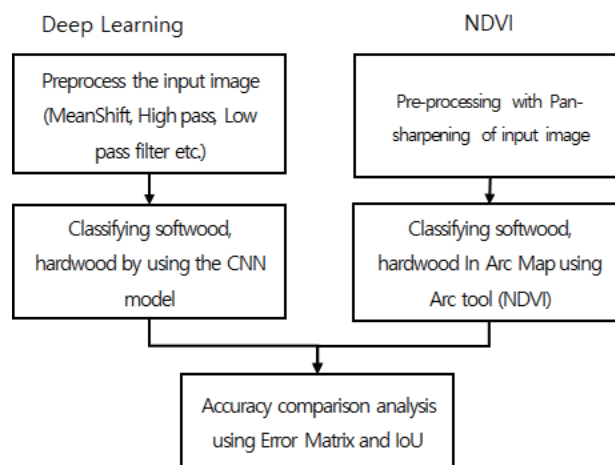 Deep Learning
NDVI
Preprocess the input image
(MeanShift, High pass, Low
pass filter etc.)
Pre-processing with Pan-
sharpening of input image
Classifying softwood,
hardwood by using the CNN
model
Classifying softwood,
hardwood In Arc Map using
Arc tool (NDVI)
Accuracy comparison analysis
using Error Matrix and IoU